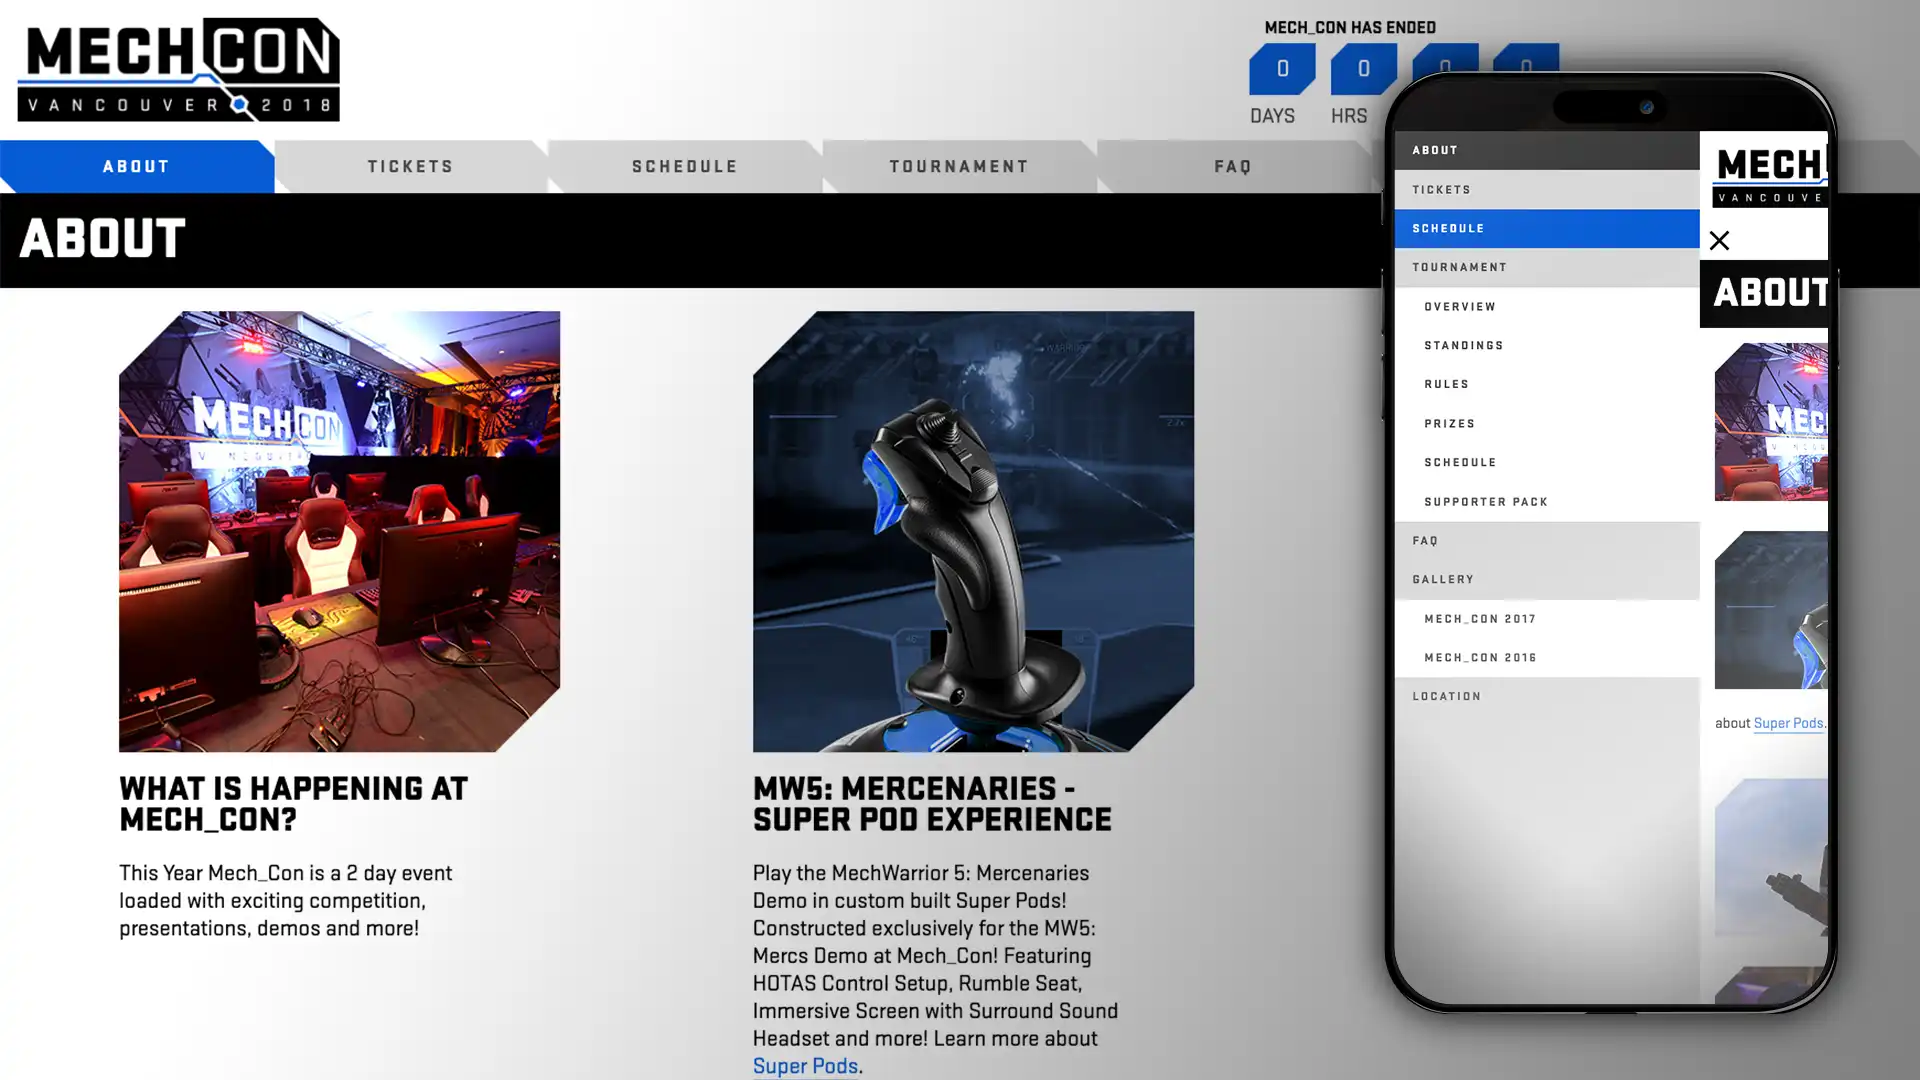 MECH CON
VANCOUVER 2018
MECH_CON HAS ENDED
0 0 0 0
DAYS HRS
ABOUT TICKETS SCHEDULE TOURNAMENT FAQ
ABOUT
MECH CON
WHAT IS HAPPENING AT
MECH_CON?
This Year Mech_Con is a 2 day event
loaded with exciting competition,
presentations, demos and more!
MW5: MERCENARIES -
SUPER POD EXPERIENCE
Play the MechWarrior 5: Mercenaries
Demo in custom built Super Pods!
Constructed exclusively for the MW5:
Mercs Demo at Mech_Con! Featuring
HOTAS Control Setup, Rumble Seat,
Immersive Screen with Surround Sound
Headset and more! Learn more about
Super Pods.
ABOUT
TICKETS
SCHEDULE
TOURNAMENT
OVERVIEW
STANDINGS
RULES
PRIZES
SCHEDULE
SUPPORTER PACK
FAQ
GALLERY
MECH_CON 2017
MECH_CON 2016
LOCATION
MECH
VANCOUVE
ABOUT
MEC
about Super Pods.